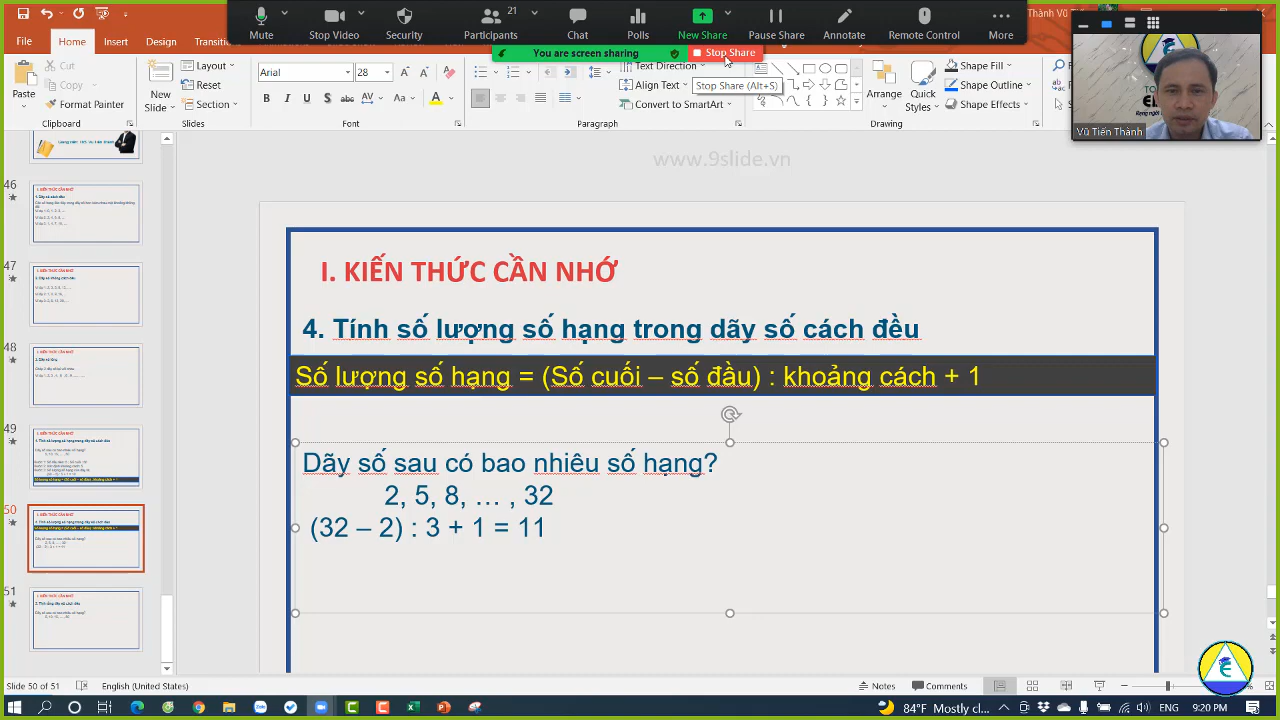 Mute
Stop Video
Security
Participants
21
Chat
Polls
New Share
Pause Share
Annotate
Remote Control
More
Thành Vũ Tiến
You are screen sharing
Stop Share
Stop Share (Alt+S)
File
Home
Insert
Design
Transiti
Paste
Cut
Copy
Format Painter
Clipboard
New
Slide
Layout
Reset
Section
Slides
Arial
28
Font
Text Direction
Align Text
Convert to SmartArt
Paragraph
Arrange
Quick
Styles
Shape Fill
Shape Outline
Shape Effects
Drawing
Vũ Tiến Thành
www.9slide.vn
46
47
48
49
50
51
I. KIẾN THỨC CẦN NHỚ
4. Tính số lượng số hạng trong dãy số cách đều
Số lượng số hạng = (Số cuối – số đầu) : khoảng cách + 1
Dãy số sau có bao nhiêu số hạng?
2, 5, 8, … , 32
(32 – 2) : 3 + 1 = 11
Slide 50 of 51
English (United States)
Notes
Comments
84°F Mostly cl...
ENG
9:20 PM